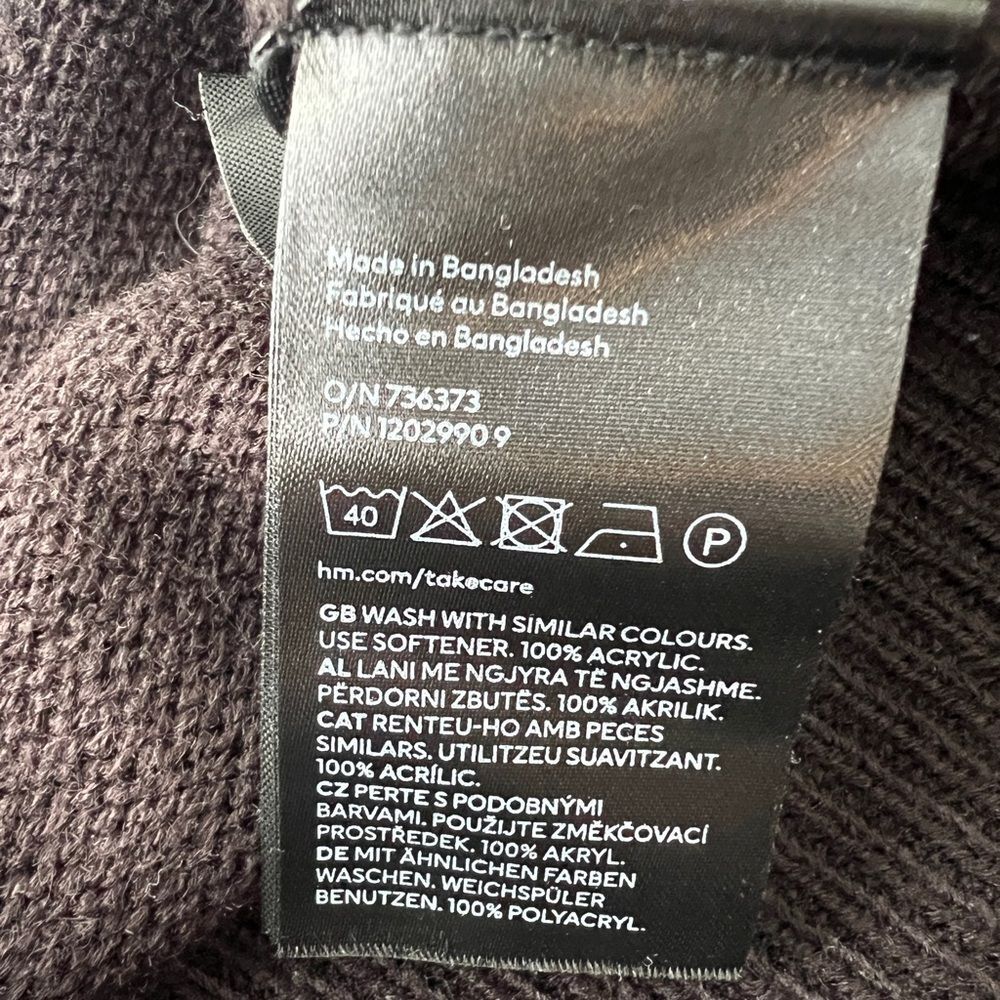 Made in Bangladesh
Fabriqué au Bangladesh
Hecho en Bangladesh
O/N 736373
P/N 1202990 9
40 P
hm.com/takecare
GB WASH WITH SIMILAR COLOURS.
USE SOFTENER. 100% ACRYLIC.
AL LANI ME NGJYRA TË NGJASHME.
PËRDORNI ZBUTËS. 100% AKRILIK.
CAT RENTEU-HO AMB PECES
SIMILARS. UTILITZEU SUAVITZANT.
100% ACRÍLIC.
CZ PERTE S PODOBNÝMI
BARVAMI. POUŽIJTE ZMĚKČOVACÍ
PROSTŘEDEK. 100% AKRYL.
DE MIT ÄHNLICHEN FARBEN
WASCHEN. WEICHSPÜLER
BENUTZEN. 100% POLYACRYL.